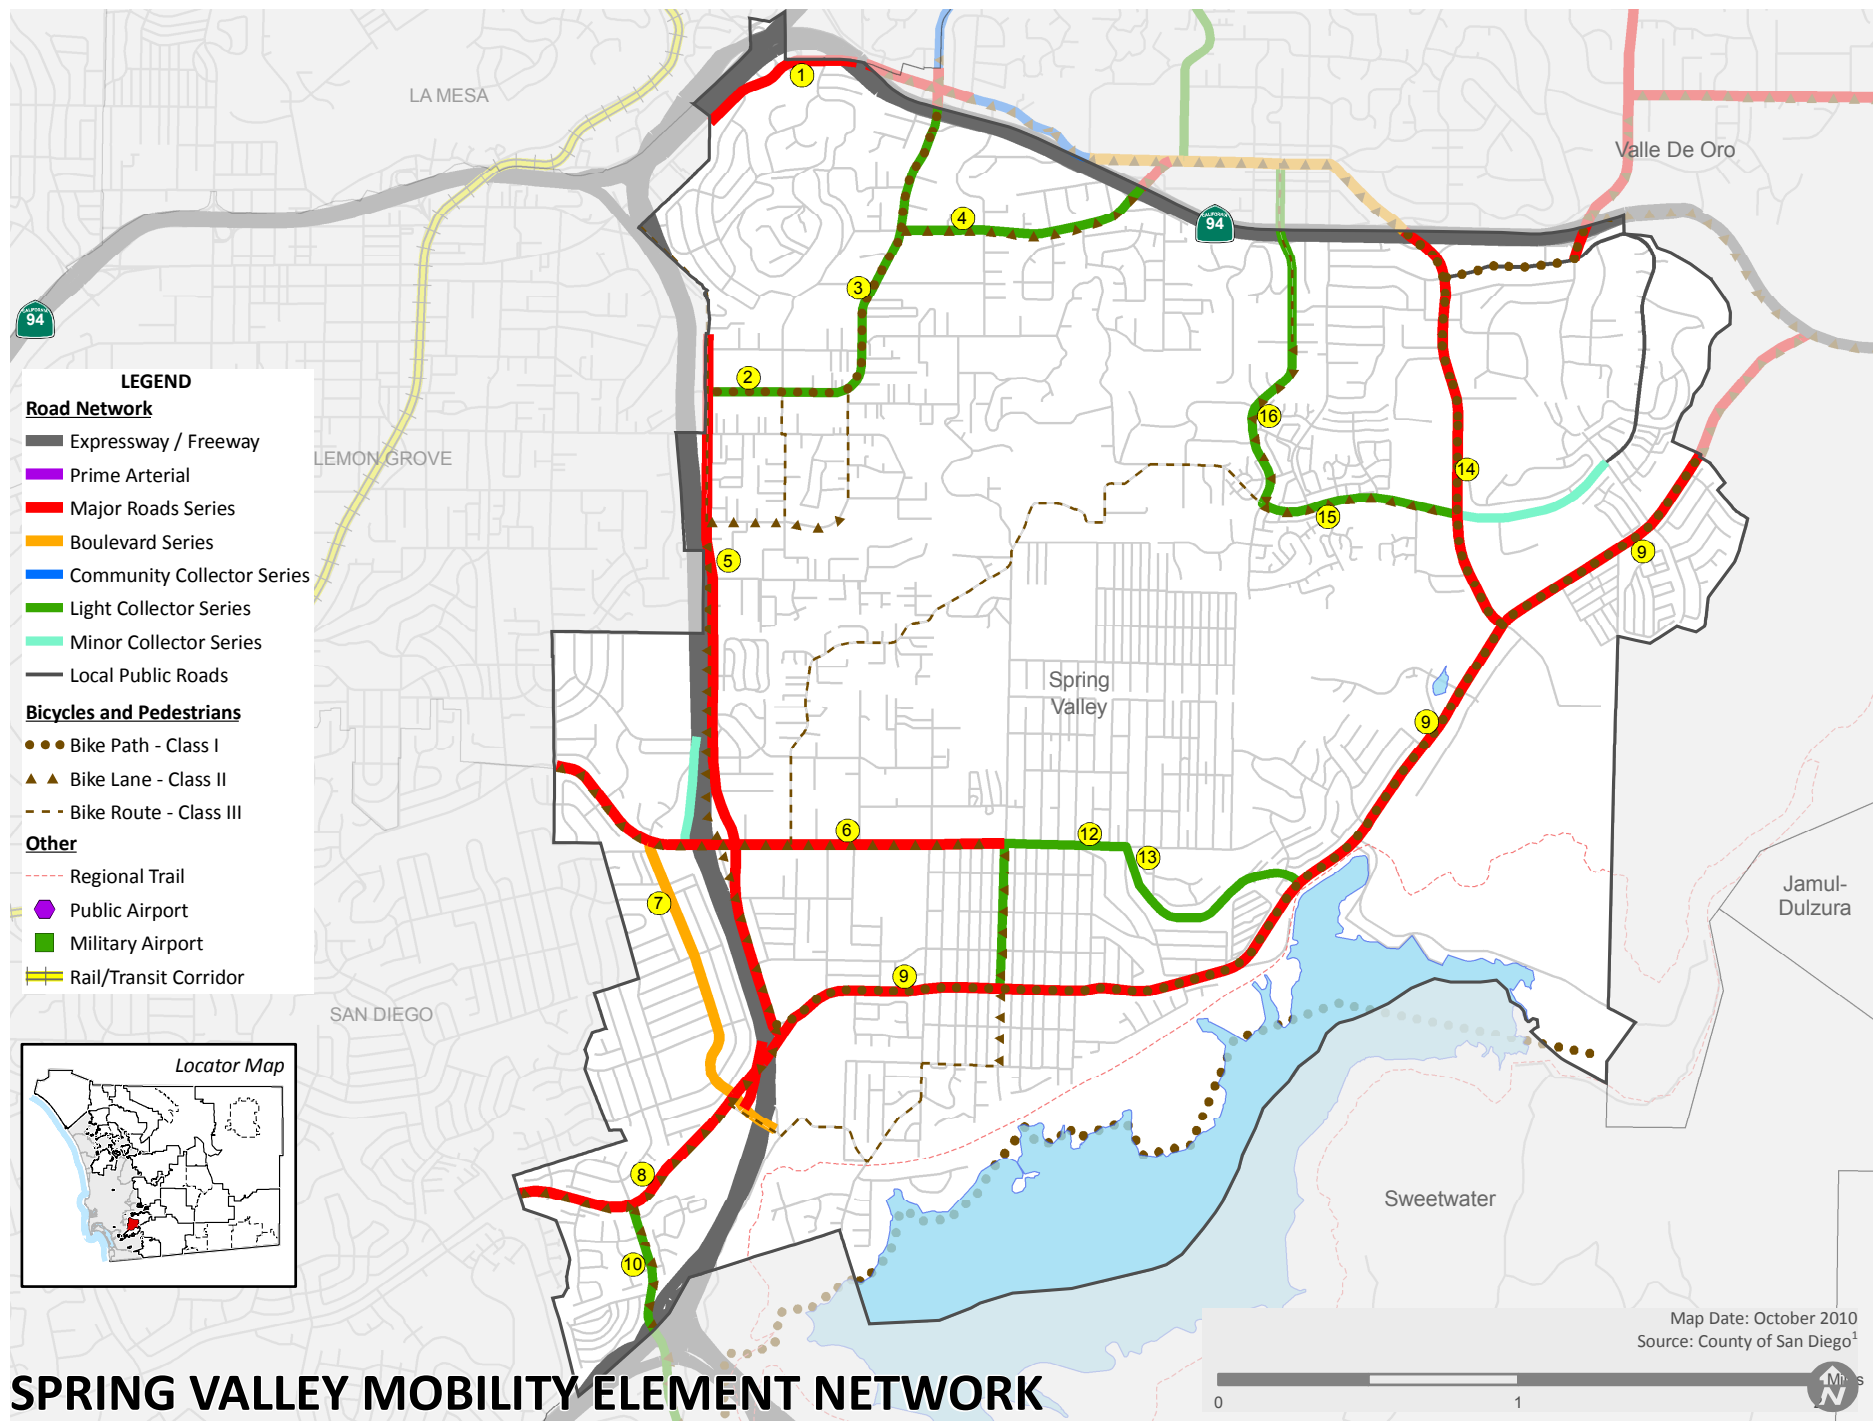 LA MESA
1
Valle De Oro
94
4
3
94
2
LEGEND
Road Network
Expressway / Freeway
Prime Arterial
Major Roads Series
Boulevard Series
Community Collector Series
Light Collector Series
Minor Collector Series
Local Public Roads
Bicycles and Pedestrians
Bike Path - Class I
Bike Lane - Class II
Bike Route - Class III
Other
Regional Trail
Public Airport
Military Airport
Rail/Transit Corridor
LEMON GROVE
16
14
15
5
9
Spring
Valley
9
6
12
13
7
Jamul-
Dulzura
9
SAN DIEGO
Locator Map
8
Sweetwater
10
Map Date: October 2010
Source: County of San Diego1
0
1
N
SPRING VALLEY MOBILITY ELEMENT NETWORK